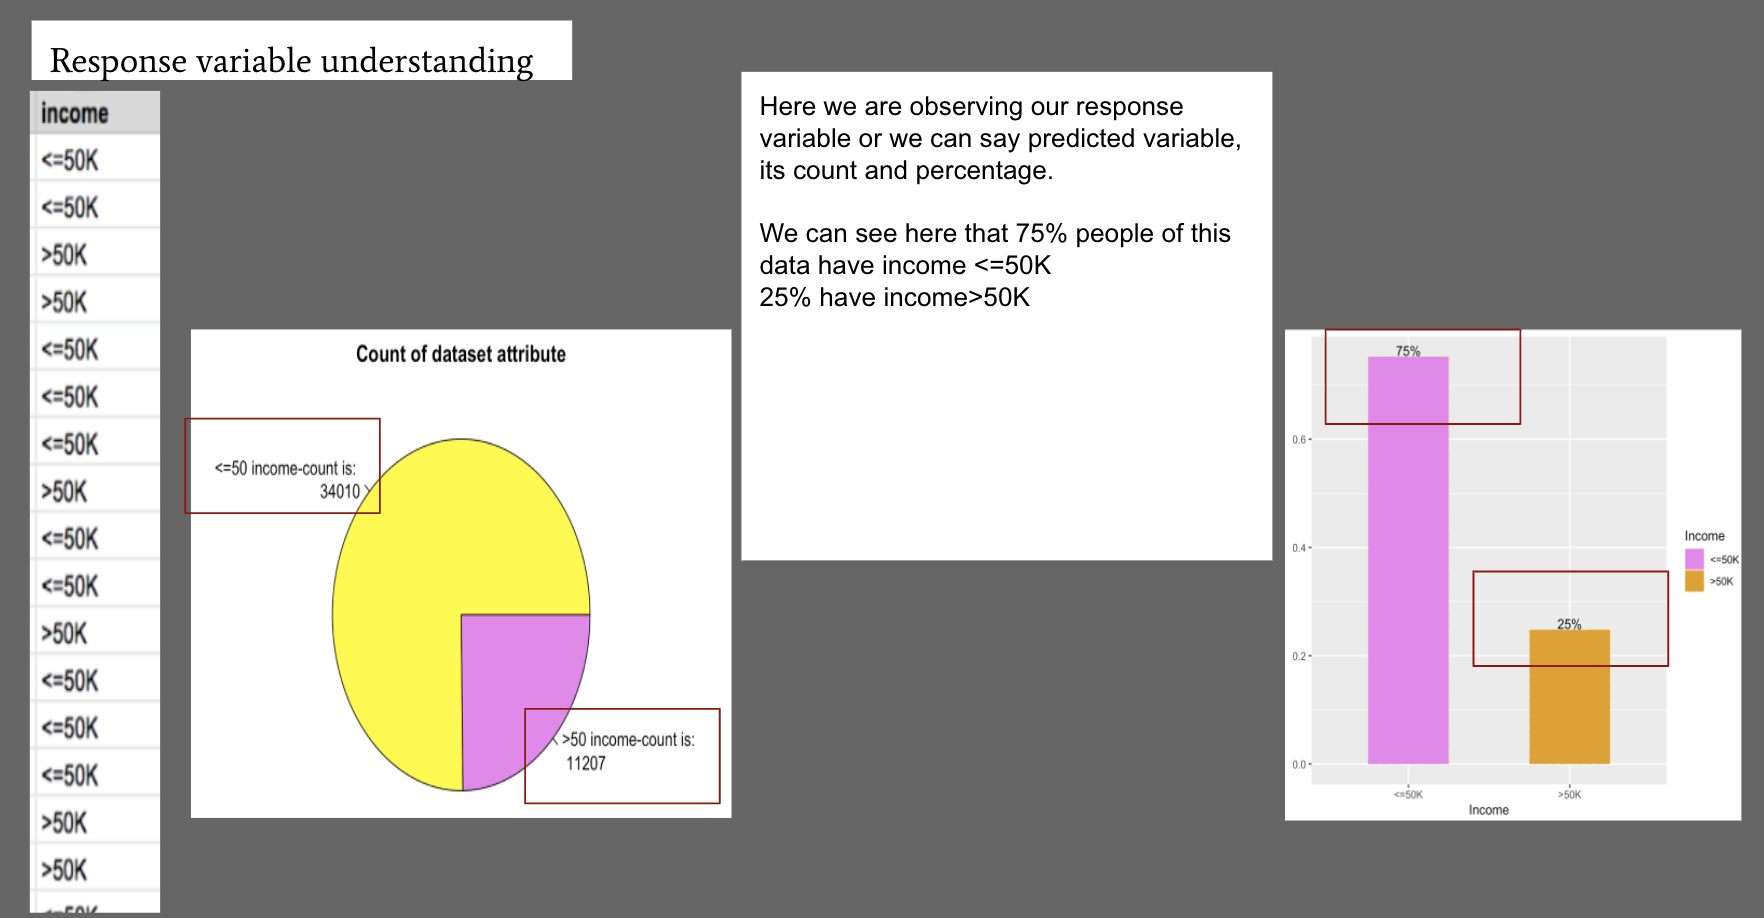 Response variable understanding
income
<=50K
<=50K
>50K
>50K
<=50K
<=50K
<=50K
>50K
<=50K
<=50K
>50K
<=50K
<=50K
<=50K
>50K
>50K
<=50K
Count of dataset attribute
<=50 income-count is:
34010
>50 income-count is:
11207
Here we are observing our response
variable or we can say predicted variable,
its count and percentage.
We can see here that 75% people of this
data have income <=50K
25% have income>50K
75%
25%
0.6
0.4
0.2
0.0
<=50K
>50K
Income
Income
<=50K
>50K